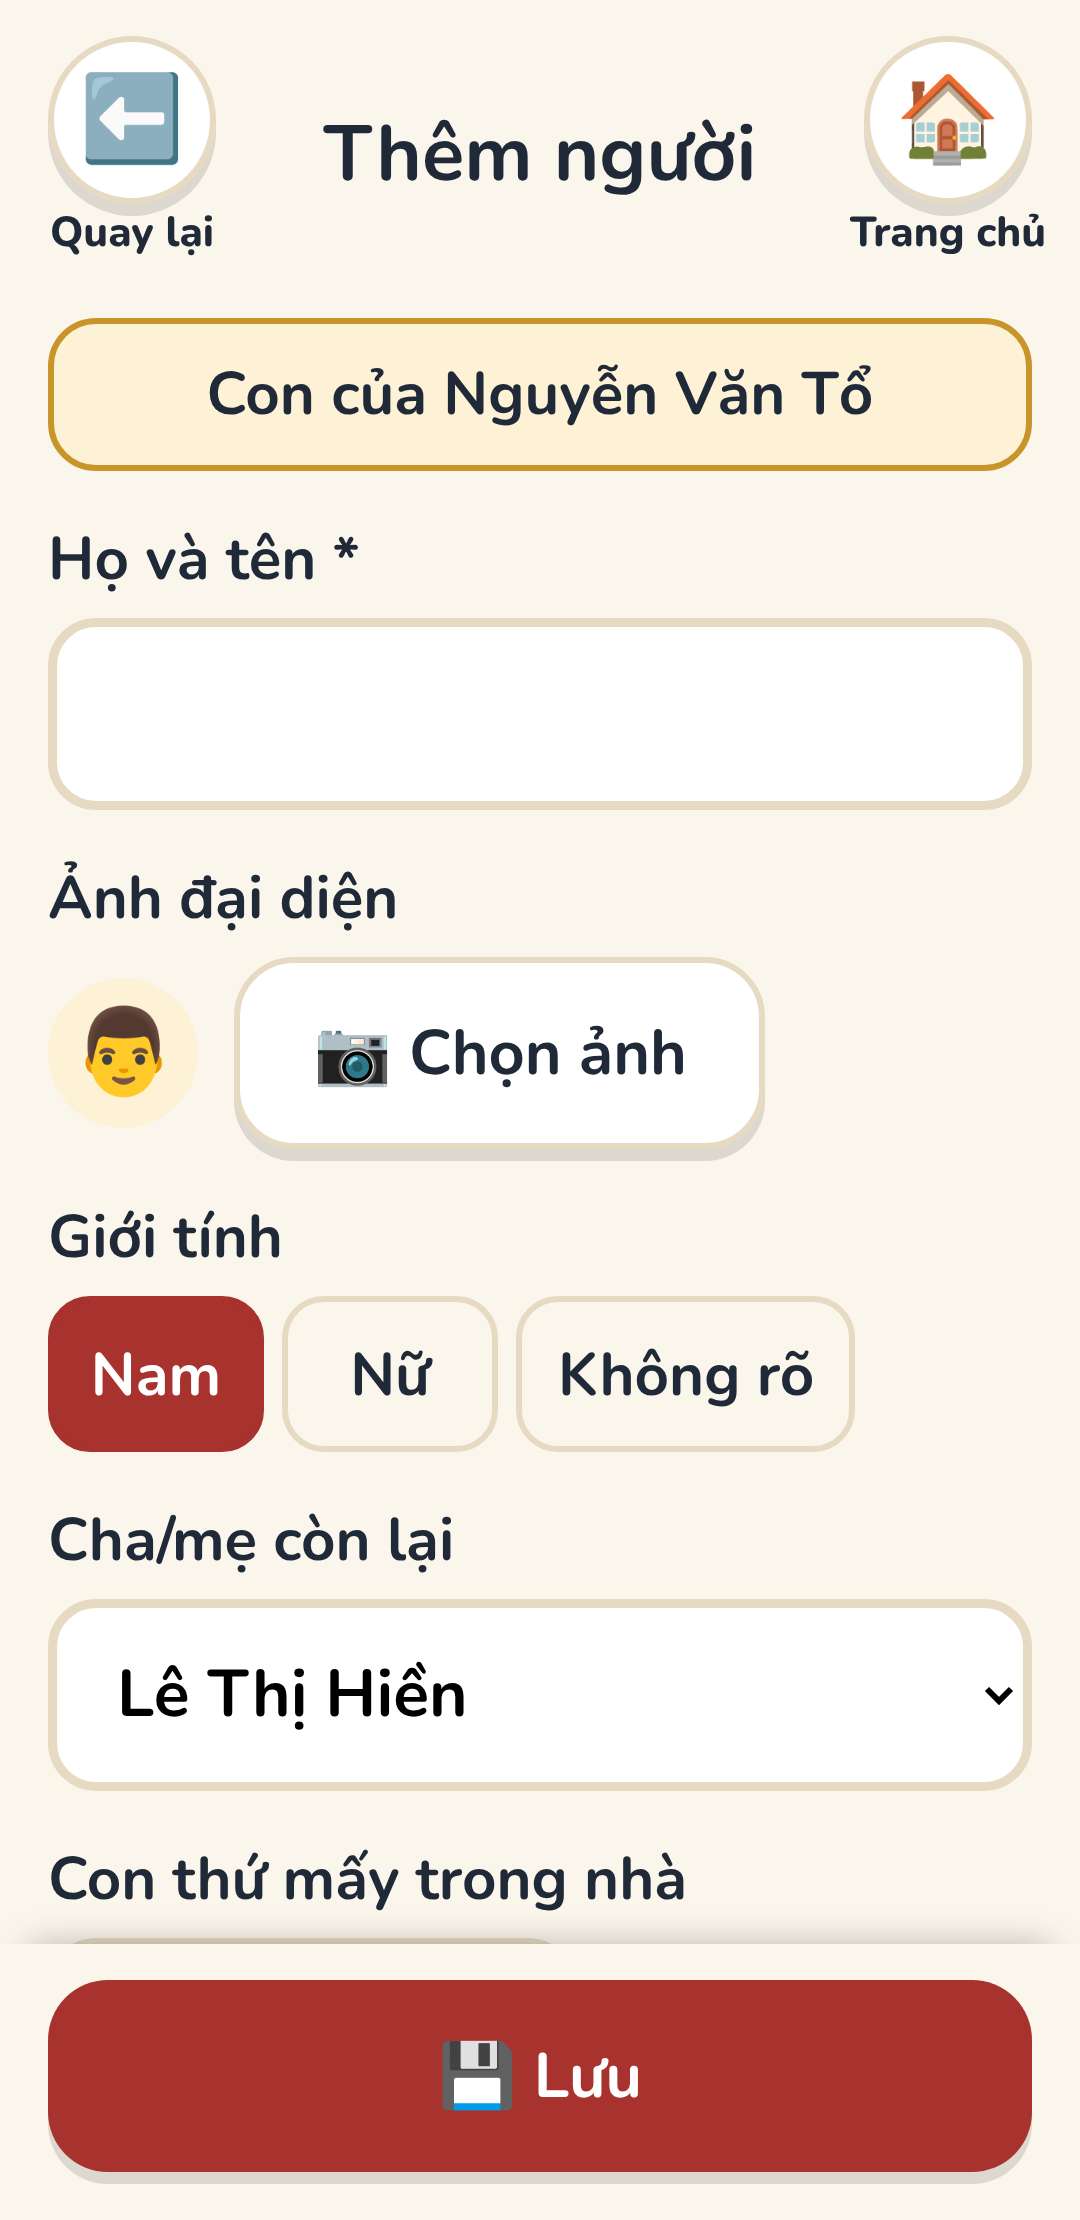 Thêm người
Quay lại
Trang chủ
Con của Nguyễn Văn Tổ
Họ và tên *
Ảnh đại diện
Chọn ảnh
Giới tính
Nam
Nữ
Không rõ
Cha/mẹ còn lại
Lê Thị Hiền
Con thứ mấy trong nhà
Lưu